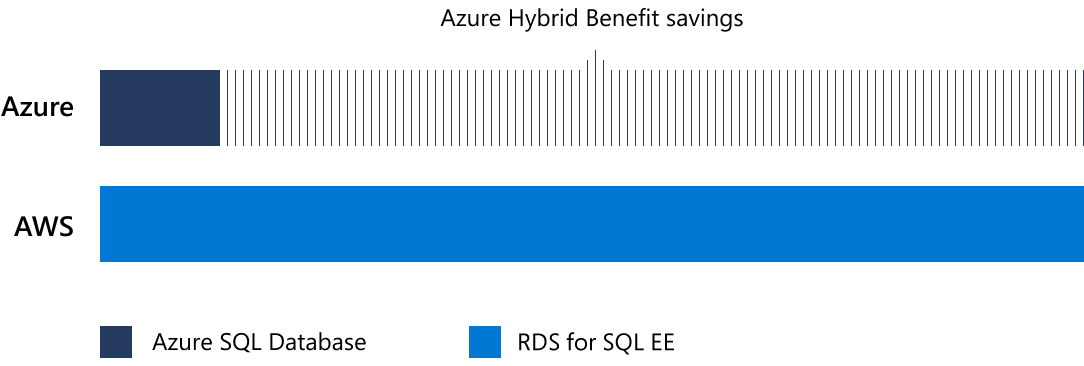 Azure Hybrid Benefit savings
Azure
AWS
Azure SQL Database
RDS for SQL EE